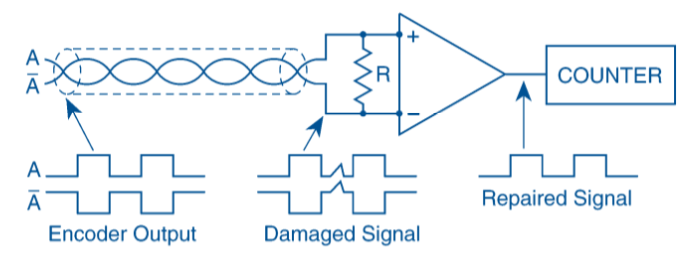 A
A̅
+
R
−
COUNTER
A
A̅
Encoder Output
Damaged Signal
Repaired Signal